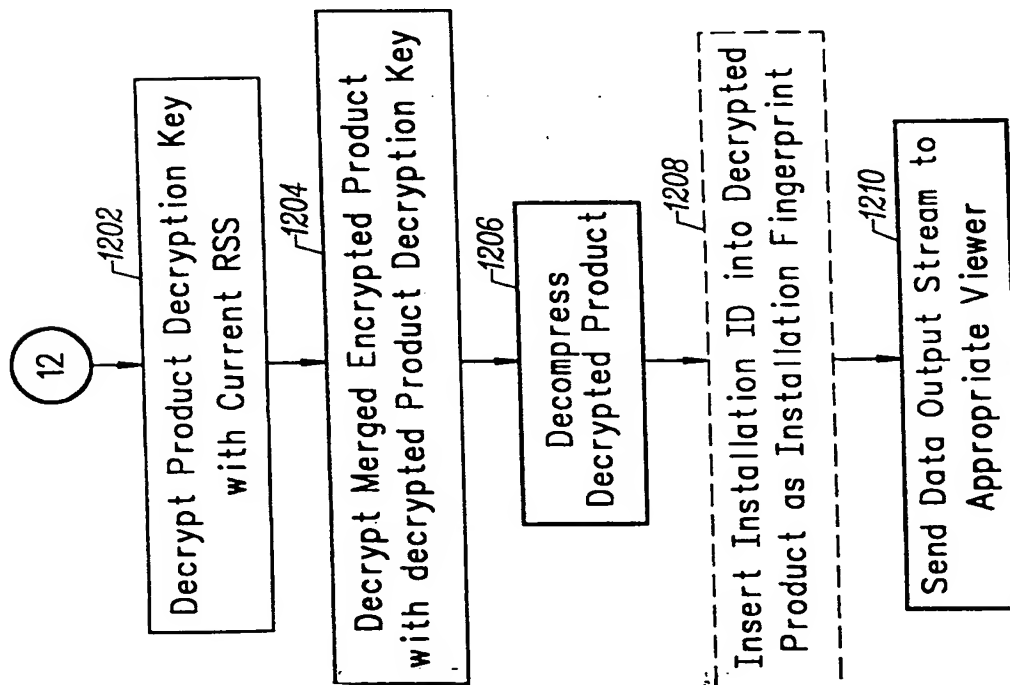 12
1202
Decrypt Product Decryption Key
with Current RSS
1204
Decrypt Merged Encrypted Product
with decrypted Product Decryption Key
1206
Decompress
Decrypted Product
1208
Insert Installation ID into Decrypted
Product as Installation Fingerprint
1210
Send Data Output Stream to
Appropriate Viewer